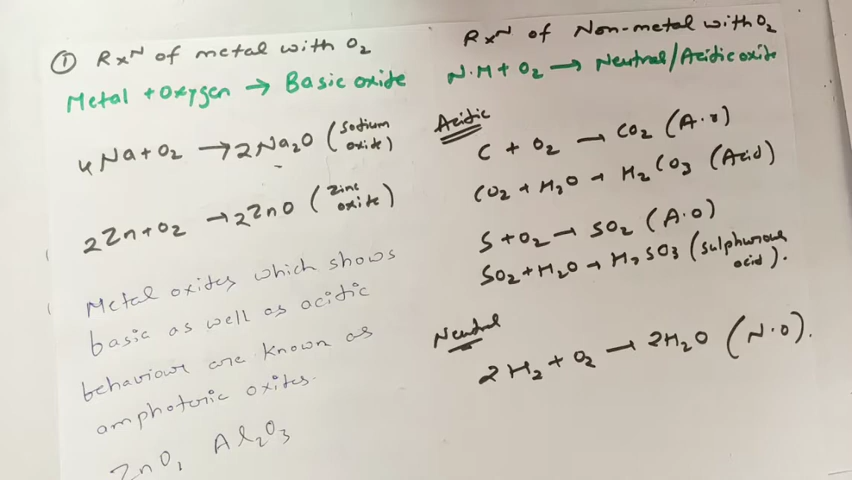 ① RxN of metal with O₂
Metal + Oxygen → Basic oxide
4Na + O₂ → 2Na₂O (Sodium oxide)
2Zn + O₂ → 2ZnO (Zinc oxide)
Metal oxides which shows
basic as well as acidic
behaviour are known as
amphoteric oxites.
ZnO, Al₂O₃
RxN of Non-metal with O₂
N.M + O₂ → Neutral/Acidic oxide
Acidic
C + O₂ → CO₂ (A.O)
CO₂ + H₂O → H₂CO₃ (Acid)
S + O₂ → SO₂ (A.O)
SO₂ + H₂O → H₂SO₃ (Sulphurous acid).
Neutral
2H₂ + O₂ → 2H₂O (N.O).